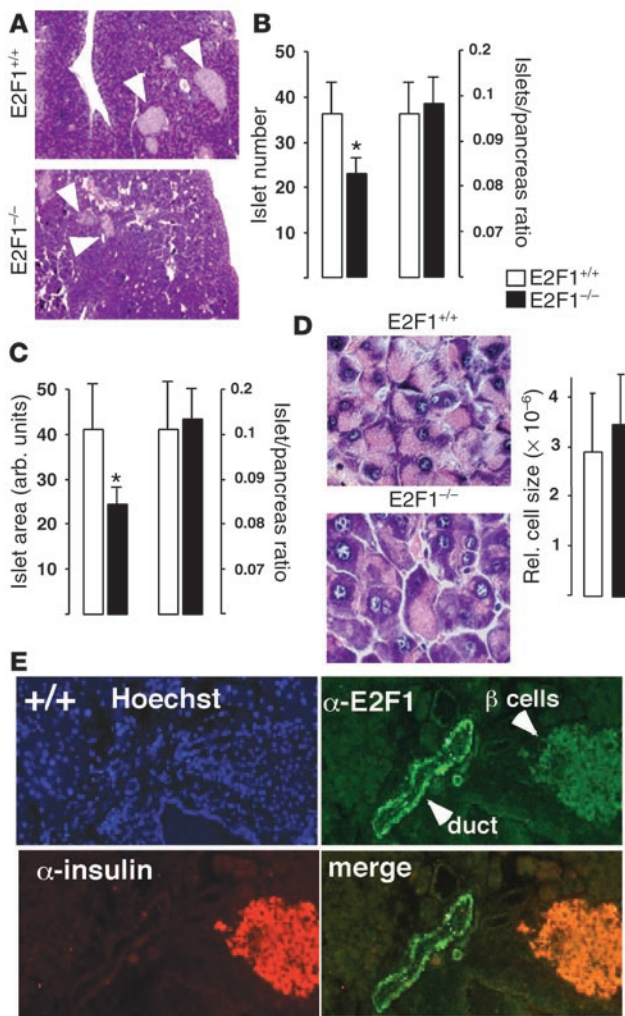 A
E2F1+/+
E2F1−/−
B
Islet number
50
40
30
20
10
*
0.2
0.1
0.09
0.08
0.07
Islets/pancreas ratio
E2F1+/+
E2F1−/−
C
Islet area (arb. units)
50
40
30
20
10
*
0.2
0.1
0.09
0.08
0.07
Islet/pancreas ratio
D
E2F1+/+
E2F1−/−
Rel. cell size (× 10−6)
4
3
2
1
E
+/+ Hoechst
α-E2F1
β cells
duct
α-insulin
merge